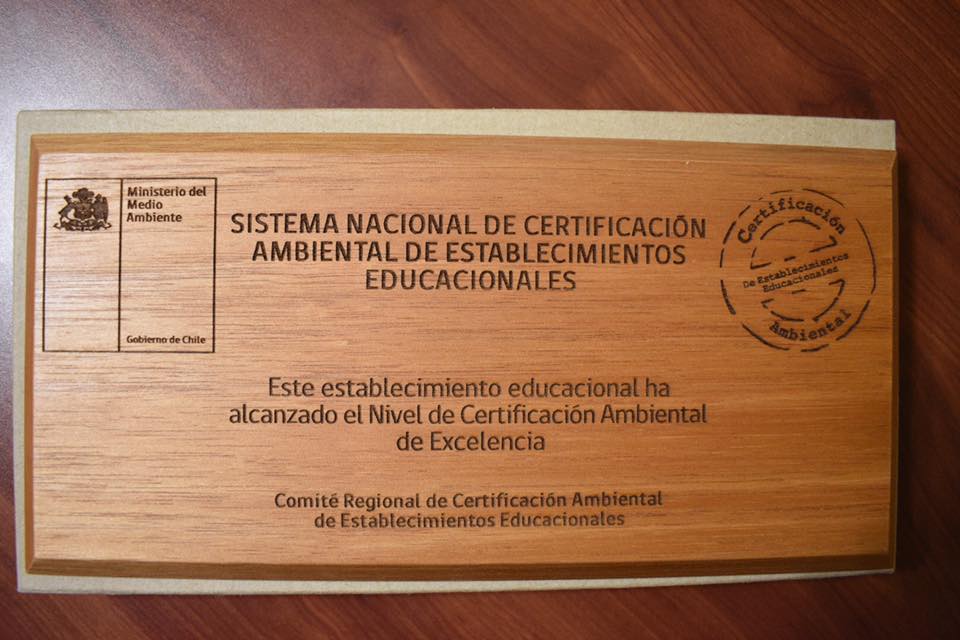 Ministerio del
Medio
Ambiente
Gobierno de Chile
SISTEMA NACIONAL DE CERTIFICACIÓN
AMBIENTAL DE ESTABLECIMIENTOS
EDUCACIONALES
Certificación
De Establecimientos
Educacionales
Ambiental
Este establecimiento educacional ha
alcanzado el Nivel de Certificación Ambiental
de Excelencia
Comité Regional de Certificación Ambiental
de Establecimientos Educacionales